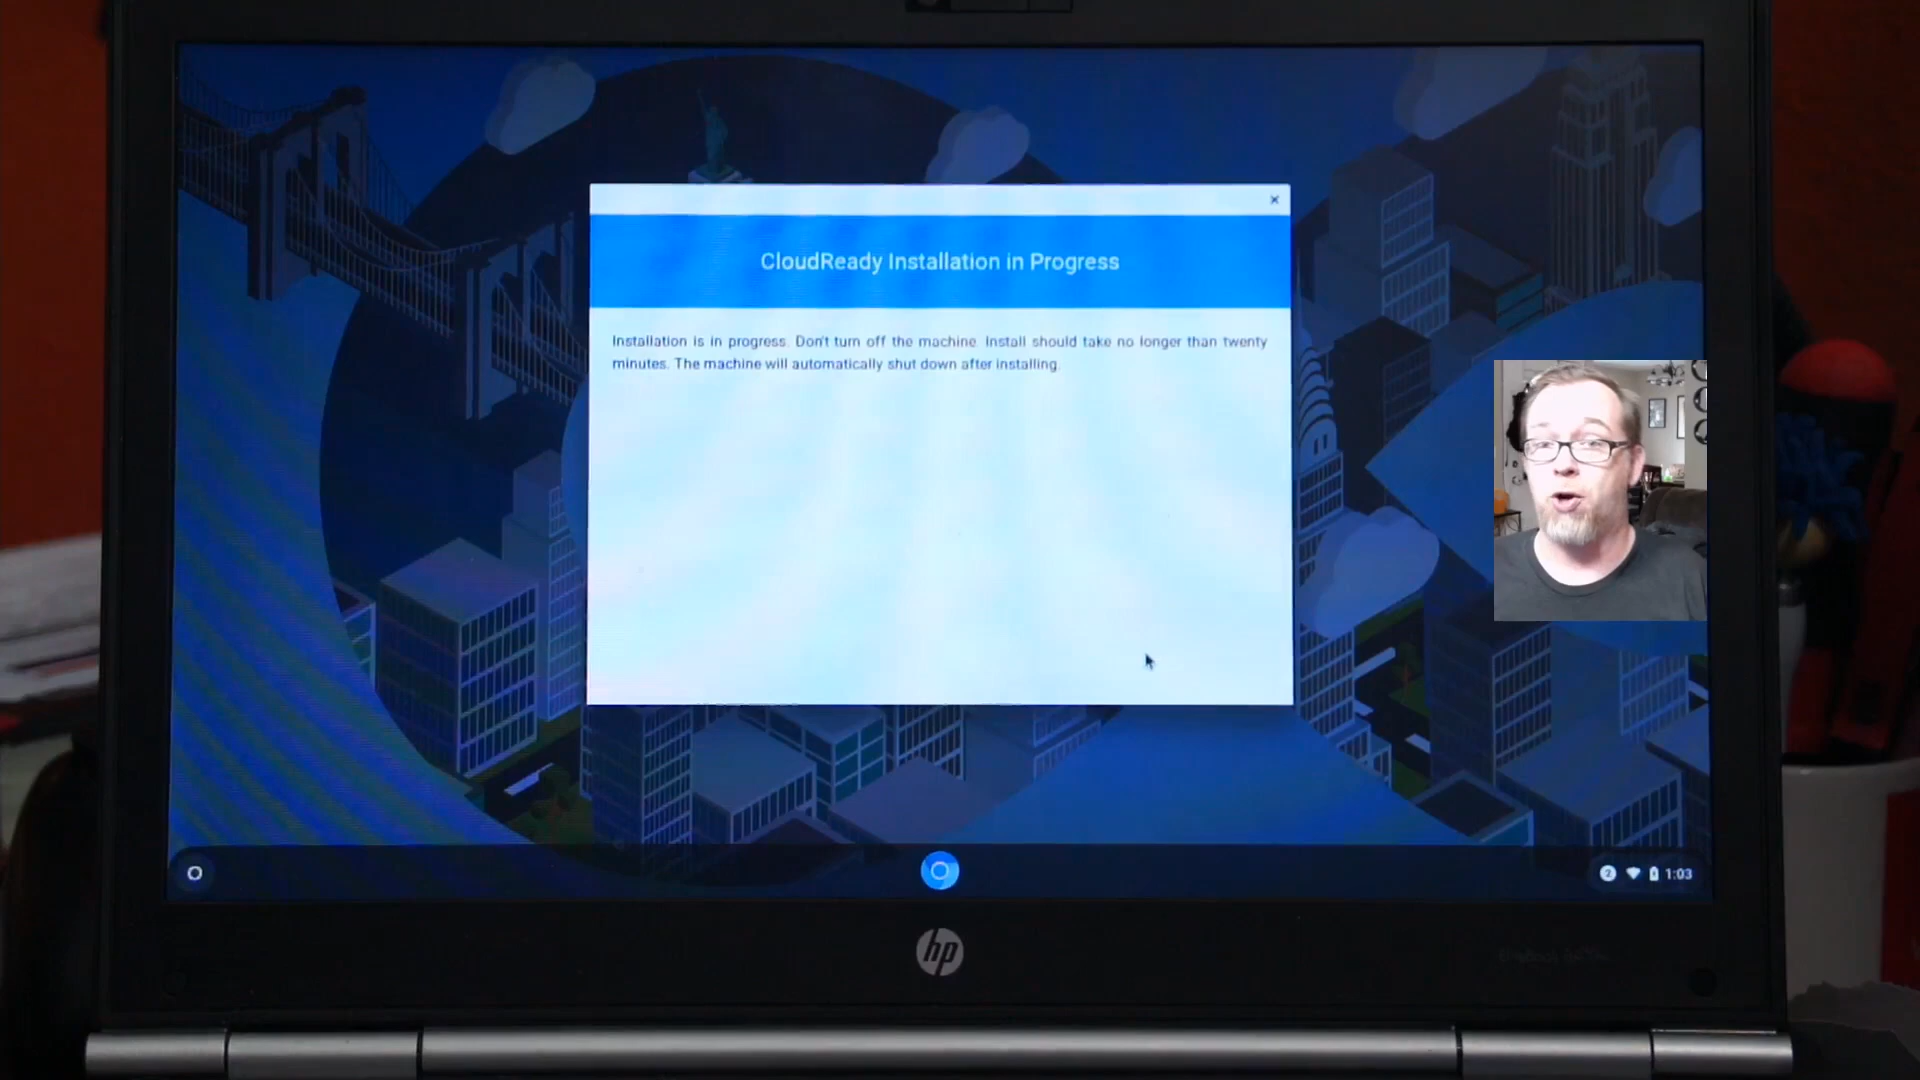 CloudReady Installation in Progress
Installation is in progress. Don't turn off the machine. Install should take no longer than twenty
minutes. The machine will automatically shut down after installing.
2 1:03
hp